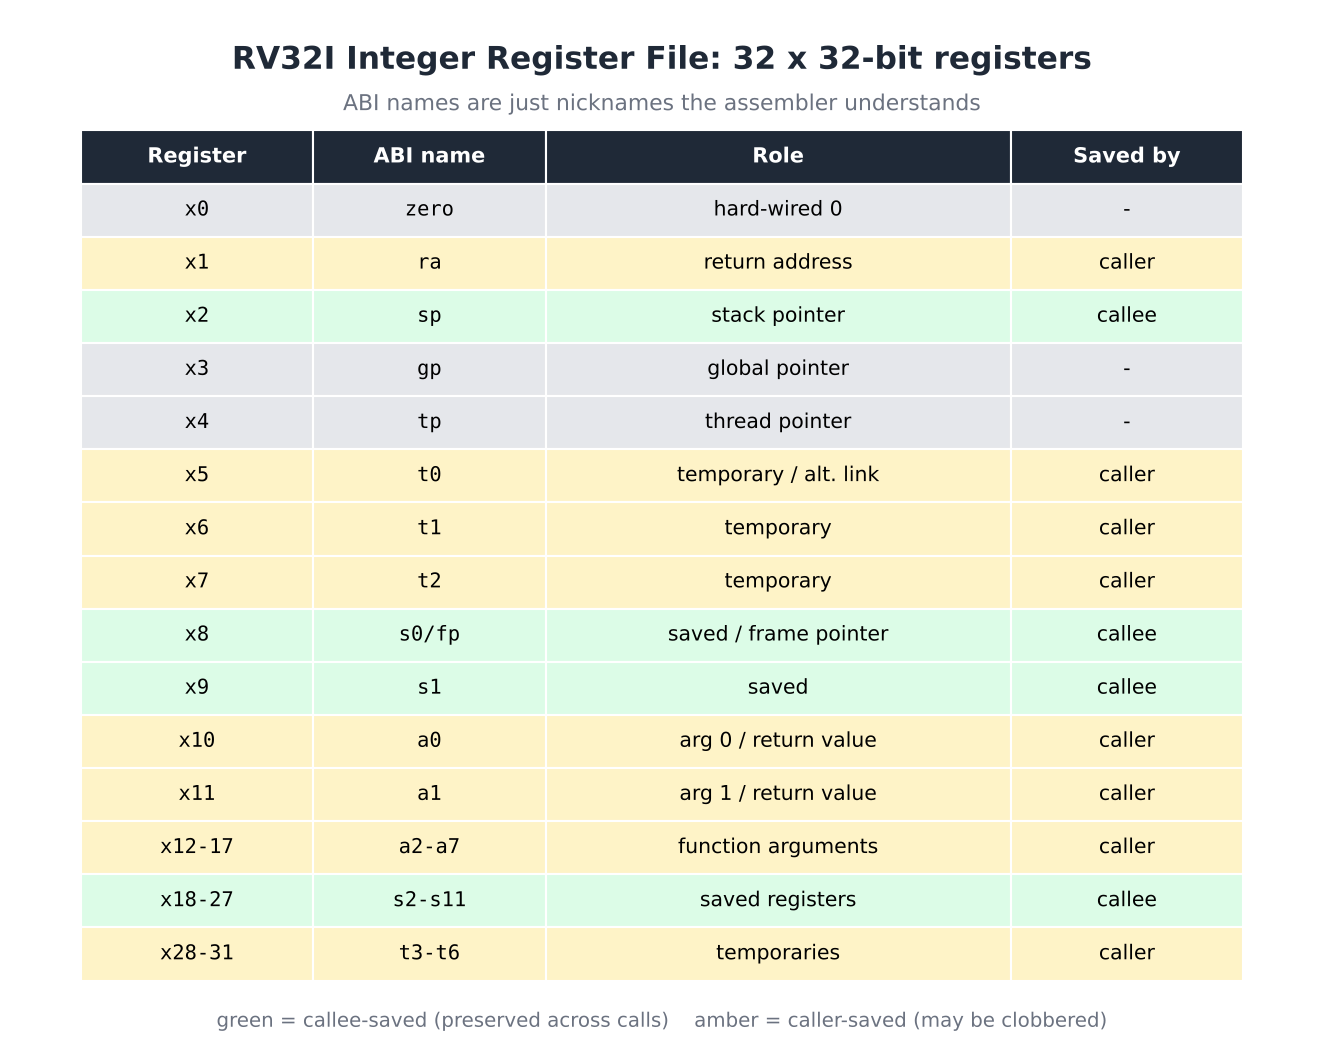 RV32I Integer Register File: 32 x 32-bit registers
ABI names are just nicknames the assembler understands
Register ABI name Role Saved by
x0 zero hard-wired 0 -
x1 ra return address caller
x2 sp stack pointer callee
x3 gp global pointer -
x4 tp thread pointer -
x5 t0 temporary / alt. link caller
x6 t1 temporary caller
x7 t2 temporary caller
x8 s0/fp saved / frame pointer callee
x9 s1 saved callee
x10 a0 arg 0 / return value caller
x11 a1 arg 1 / return value caller
x12-17 a2-a7 function arguments caller
x18-27 s2-s11 saved registers callee
x28-31 t3-t6 temporaries caller
green = callee-saved (preserved across calls) amber = caller-saved (may be clobbered)